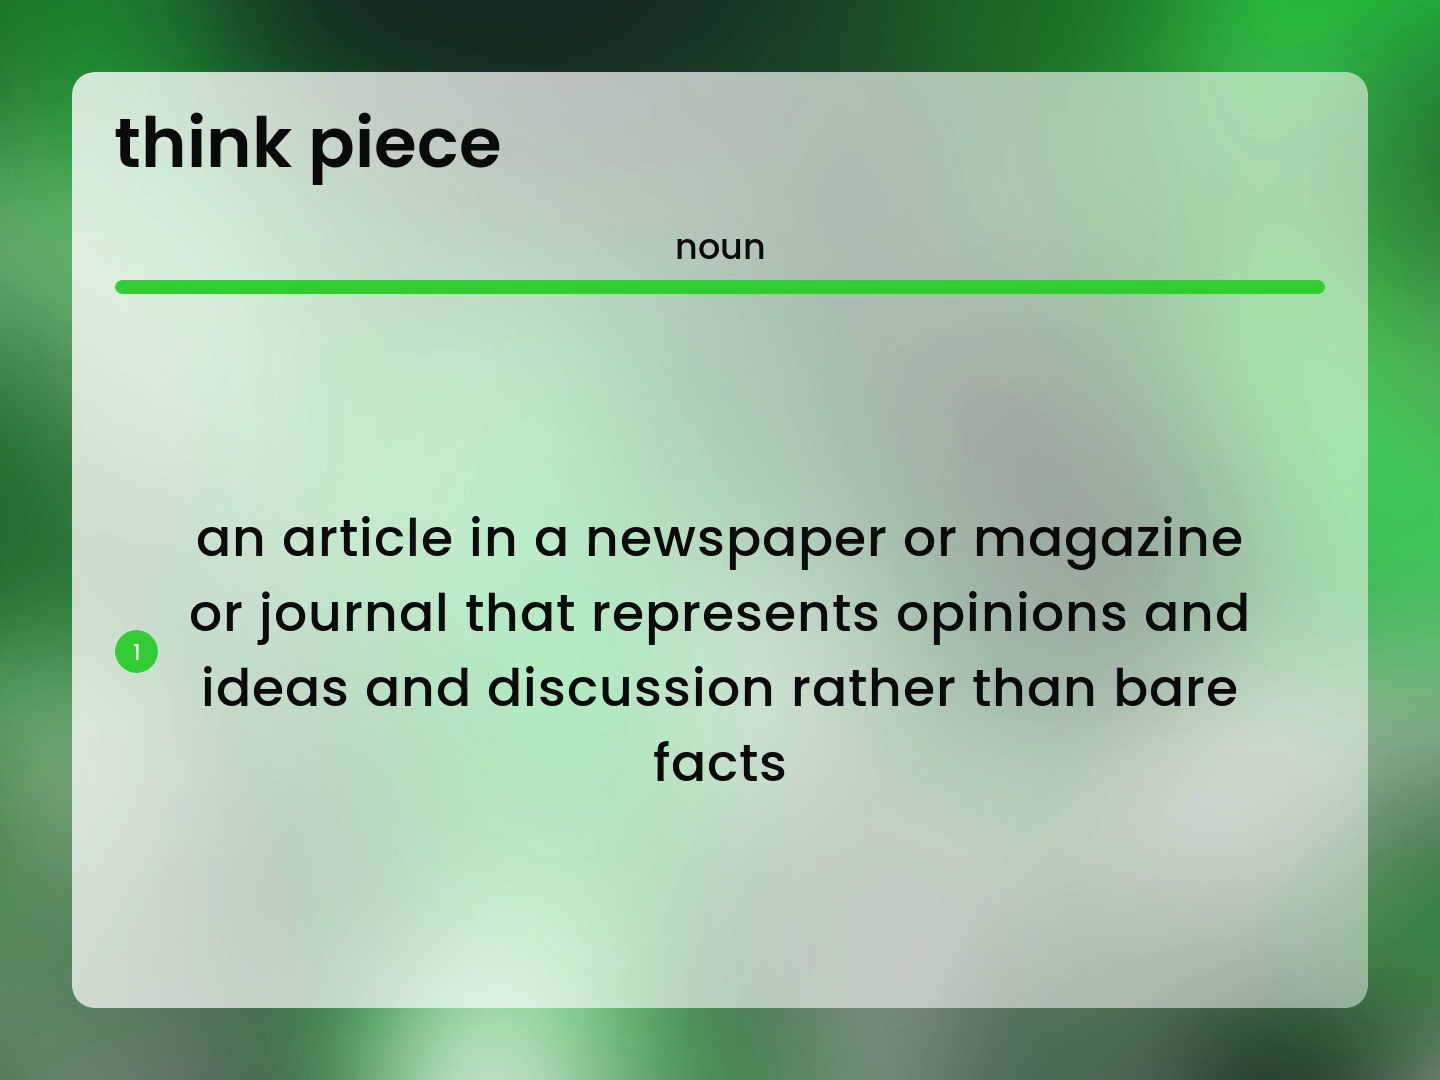 think piece
noun
an article in a newspaper or magazine
or journal that represents opinions and
1
ideas and discussion rather than bare
facts